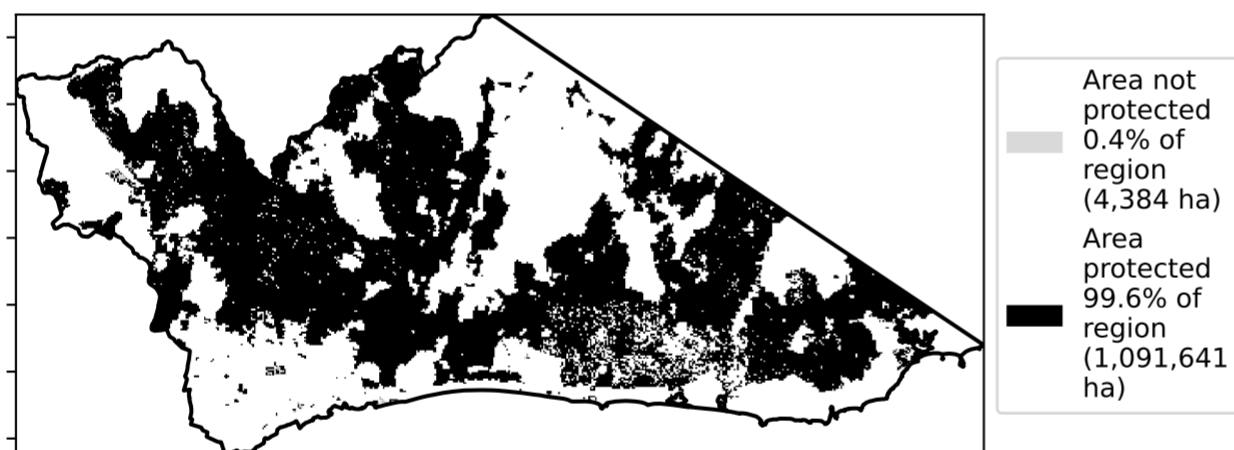 Area not
protected
0.4% of
region
(4,384 ha)
Area
protected
99.6% of
region
(1,091,641
ha)